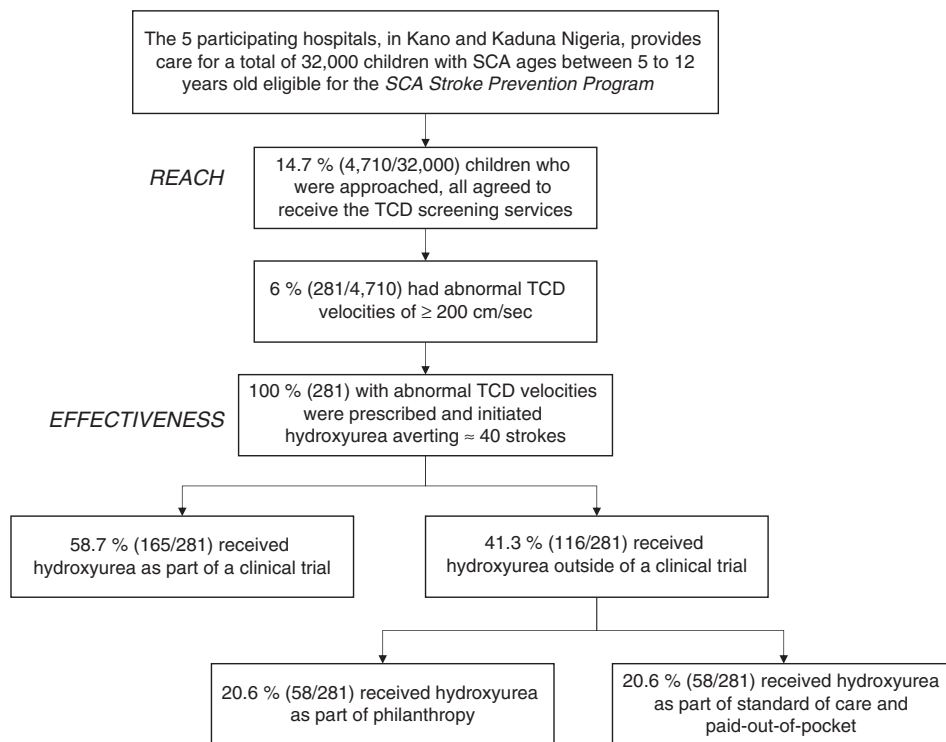 The 5 participating hospitals, in Kano and Kaduna Nigeria, provides
care for a total of 32,000 children with SCA ages between 5 to 12
years old eligible for the SCA Stroke Prevention Program
REACH
14.7 % (4,710/32,000) children who
were approached, all agreed to
receive the TCD screening services
6 % (281/4,710) had abnormal TCD
velocities of ≥ 200 cm/sec
EFFECTIVENESS
100 % (281) with abnormal TCD velocities
were prescribed and initiated
hydroxyurea averting ≈ 40 strokes
58.7 % (165/281) received
hydroxyurea as part of a clinical trial
41.3 % (116/281) received
hydroxyurea outside of a clinical trial
20.6 % (58/281) received hydroxyurea
as part of philanthropy
20.6 % (58/281) received hydroxyurea
as part of standard of care and
paid-out-of-pocket